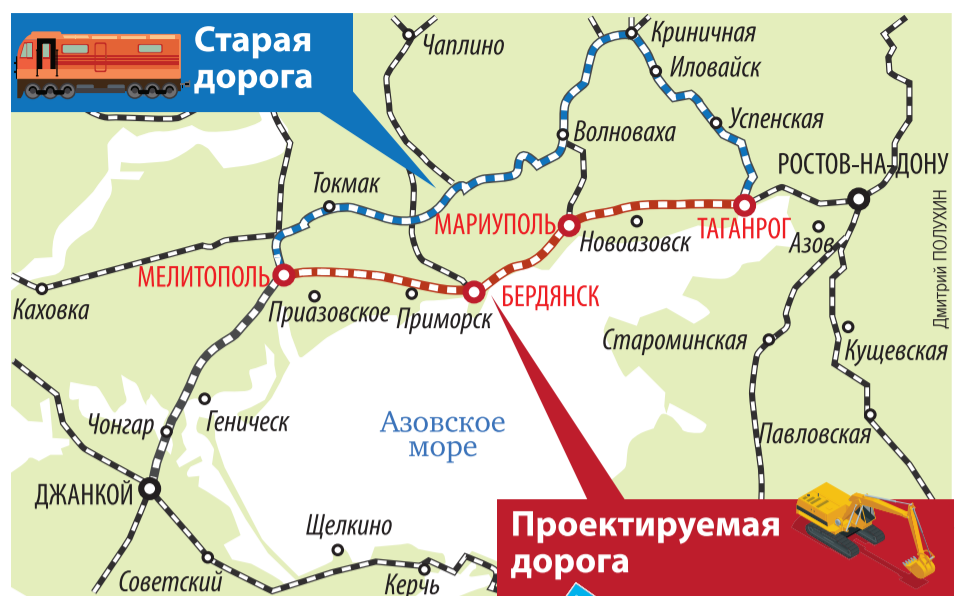 Старая
дорога
Чаплино
Криничная
Иловайск
Успенская
Волноваха
РОСТОВ-НА-ДОНУ
Токмак
МАРИУПОЛЬ
Новоазовск
ТАГАНРОГ
Азов
МЕЛИТОПОЛЬ
БЕРДЯНСК
Каховка
Приазовское
Приморск
Дмитрий ПОЛУХИН
Староминская
Кущевская
Чонгар
Геническ
Азовское
море
Павловская
ДЖАНКОЙ
Щелкино
Проектируемая
дорога
Советский
Керчь